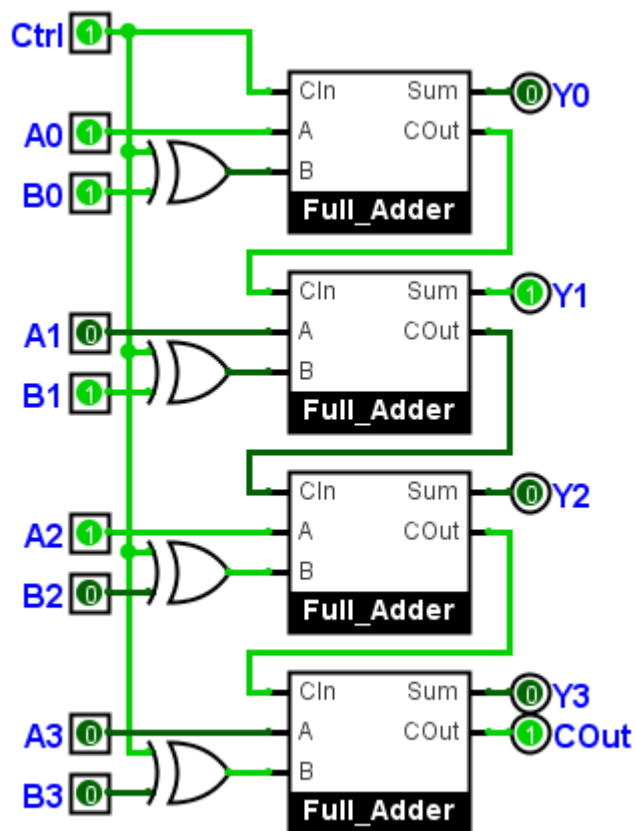 Ctrl 1
CIn Sum 0 Y0
A0 1 A COut
B0 1 B
Full_Adder
CIn Sum 1 Y1
A1 0 A COut
B1 1 B
Full_Adder
CIn Sum 0 Y2
A2 1 A COut
B2 0 B
Full_Adder
CIn Sum 0 Y3
A3 0 A COut 1 COut
B3 0 B
Full_Adder